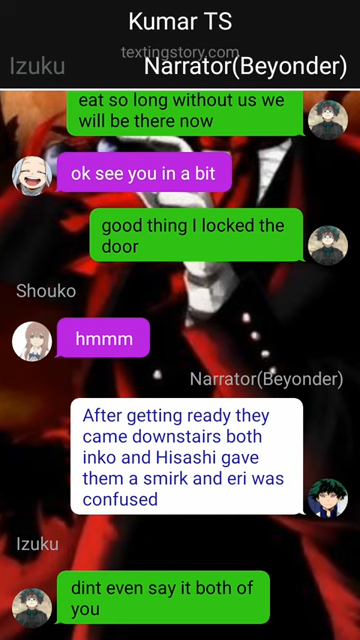 Kumar TS
textingstory.com
Izuku
Narrator(Beyonder)
eat so long without us we
will be there now
ok see you in a bit
good thing I locked the
door
Shouko
hmmm
Narrator(Beyonder)
After getting ready they
came downstairs both
inko and Hisashi gave
them a smirk and eri was
confused
Izuku
dint even say it both of
you